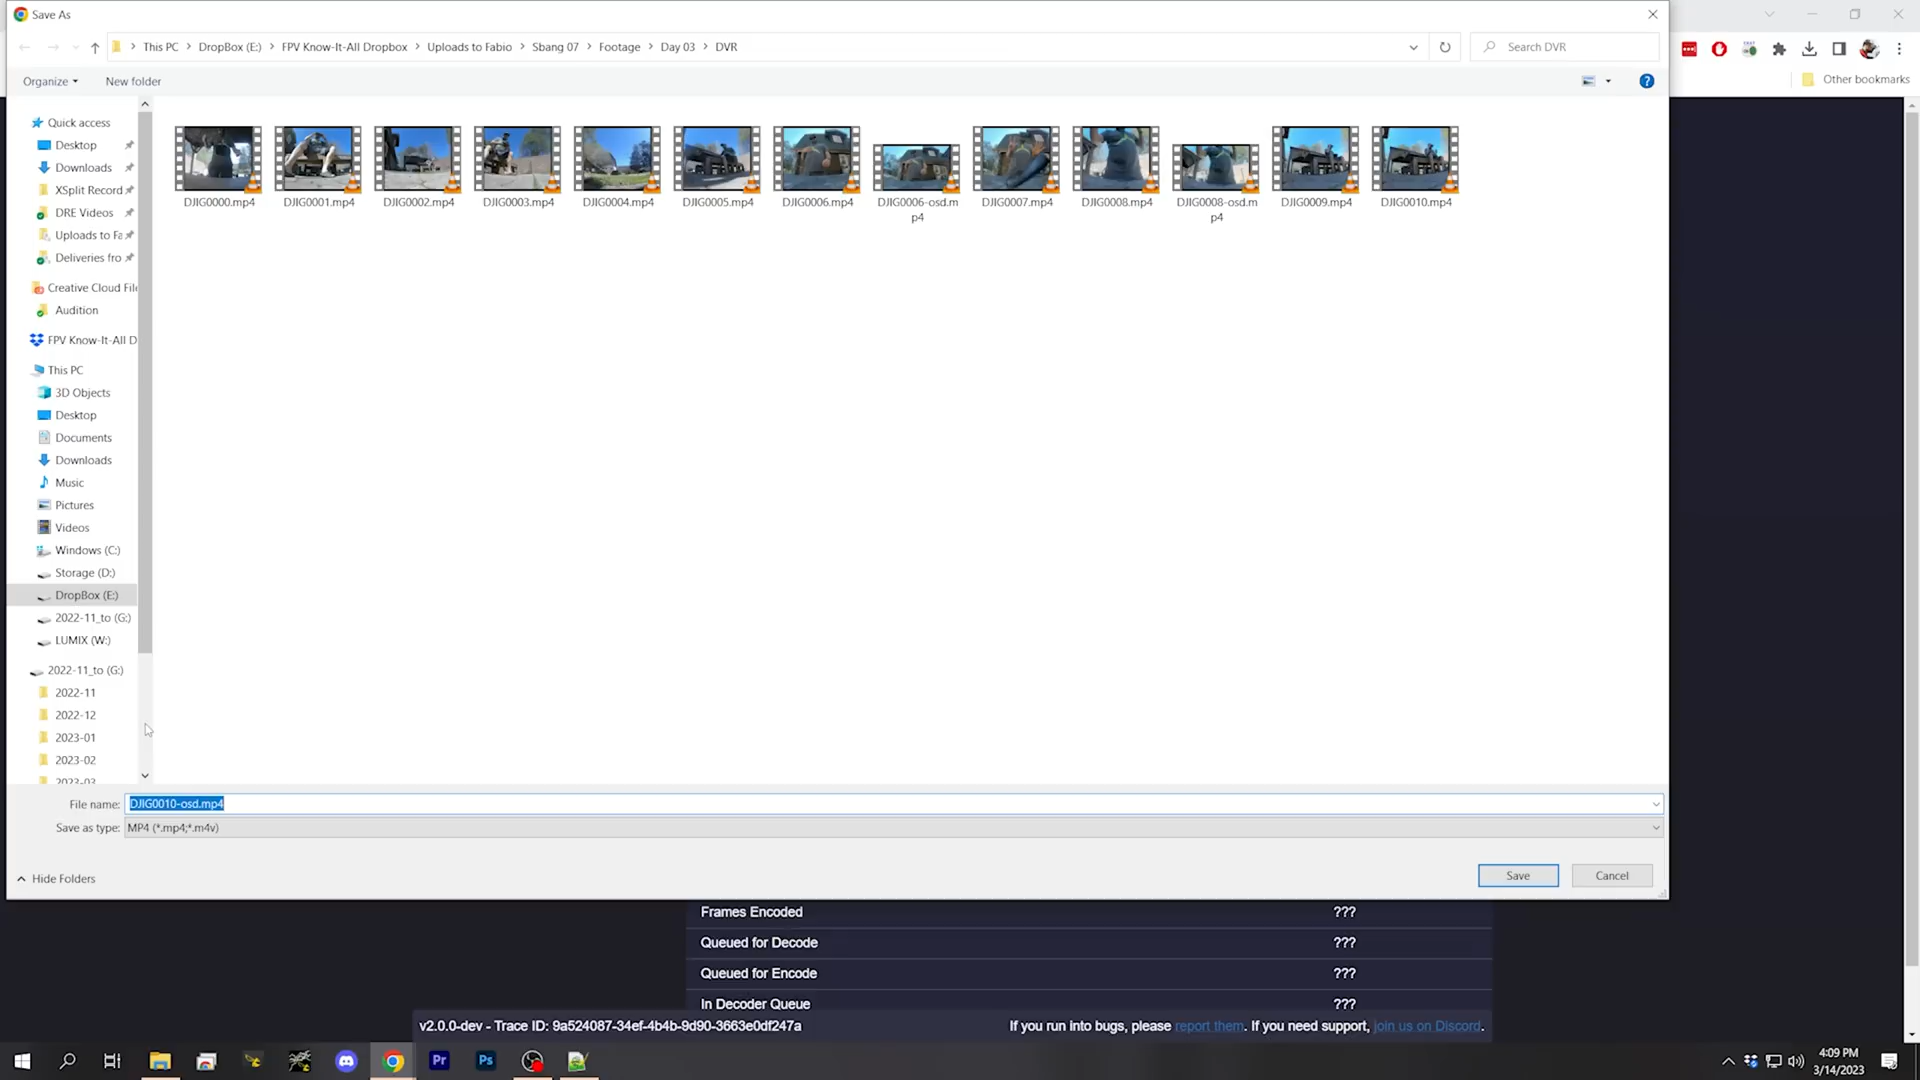 Save As
This PC > DropBox (E:) > FPV Know-It-All Dropbox > Uploads to Fabio > Sbang 07 > Footage > Day 03 > DVR
Search DVR
Organize
New folder
Other bookmarks
Quick access
Desktop
Downloads
XSplit Record
DRE Videos
Uploads to Fa
Deliveries fro
Creative Cloud File
Audition
FPV Know-It-All D
This PC
3D Objects
Desktop
Documents
Downloads
Music
Pictures
Videos
Windows (C:)
Storage (D:)
DropBox (E:)
2022-11_to (G:)
LUMIX (W:)
2022-11_to (G:)
2022-11
2022-12
2023-01
2023-02
2023-03
DJIG0000.mp4
DJIG0001.mp4
DJIG0002.mp4
DJIG0003.mp4
DJIG0004.mp4
DJIG0005.mp4
DJIG0006.mp4
DJIG0006-osd.m
p4
DJIG0007.mp4
DJIG0008.mp4
DJIG0008-osd.m
p4
DJIG0009.mp4
DJIG0010.mp4
File name: DJIG0010-osd.mp4
Save as type: MP4 (*.mp4;*.m4v)
Hide Folders
Save
Cancel
Frames Encoded ???
Queued for Decode ???
Queued for Encode ???
In Decoder Queue ???
v2.0.0-dev - Trace ID: 9a524087-34ef-4b4b-9d90-3663e0df247a
If you run into bugs, please report them. If you need support, join us on Discord.
Pr
Ps
4:09 PM
3/14/2023